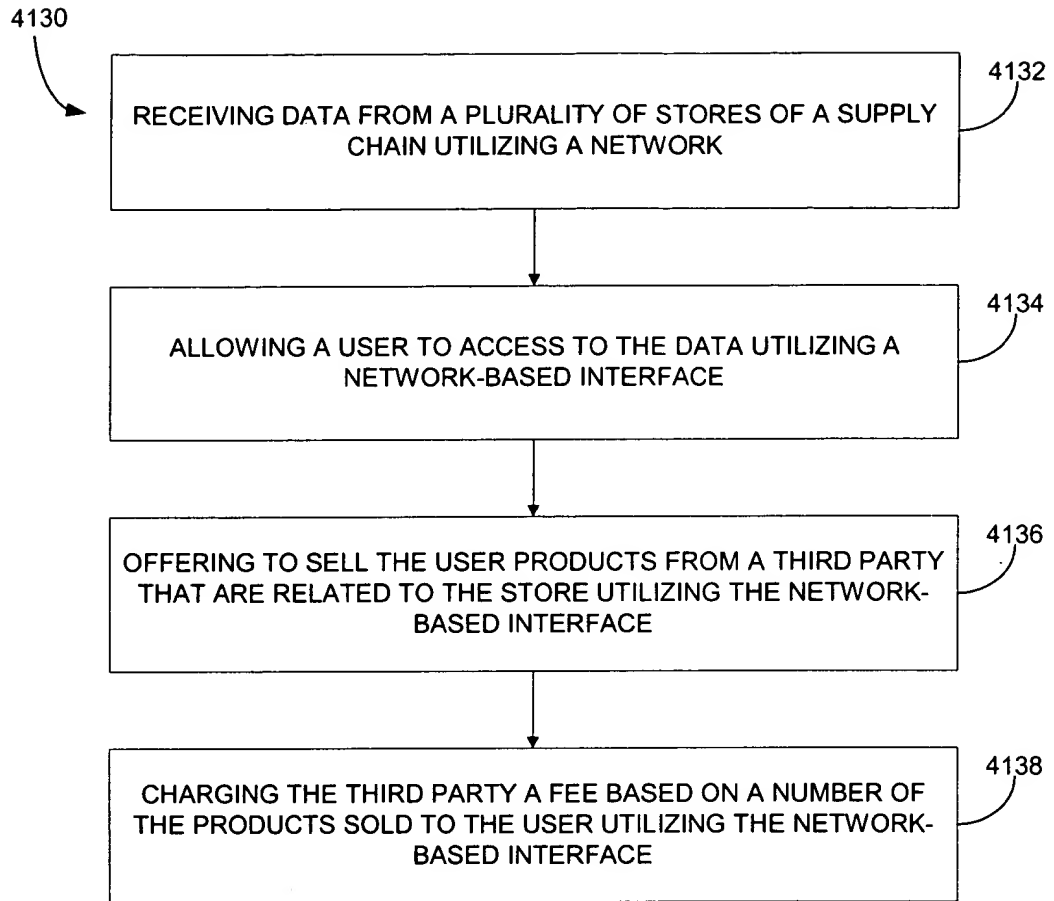 4130
4132
RECEIVING DATA FROM A PLURALITY OF STORES OF A SUPPLY
CHAIN UTILIZING A NETWORK
4134
ALLOWING A USER TO ACCESS TO THE DATA UTILIZING A
NETWORK-BASED INTERFACE
4136
OFFERING TO SELL THE USER PRODUCTS FROM A THIRD PARTY
THAT ARE RELATED TO THE STORE UTILIZING THE NETWORK-
BASED INTERFACE
4138
CHARGING THE THIRD PARTY A FEE BASED ON A NUMBER OF
THE PRODUCTS SOLD TO THE USER UTILIZING THE NETWORK-
BASED INTERFACE